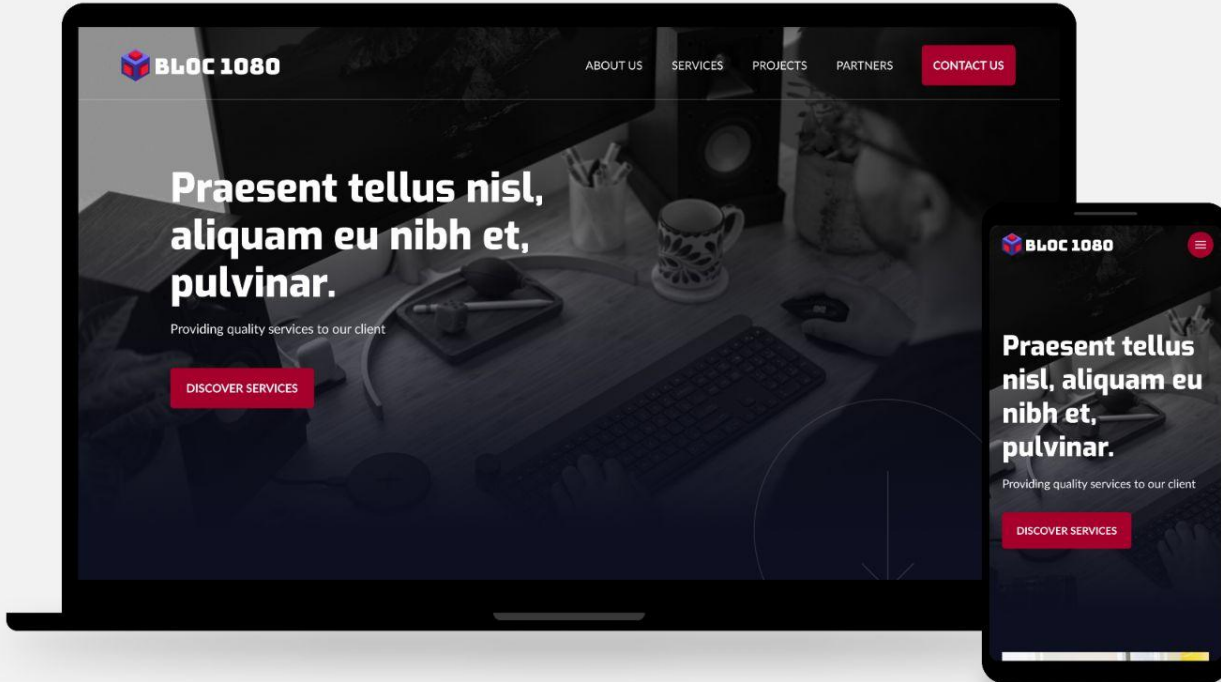 BLOC 1080
ABOUT US
SERVICES
PROJECTS
PARTNERS
CONTACT US
Praesent tellus nisl,
aliquam eu nibh et,
pulvinar.
Providing quality services to our client
DISCOVER SERVICES
BLOC 1080
Praesent tellus
nisl, aliquam eu
nibh et,
pulvinar.
Providing quality services to our client
DISCOVER SERVICES